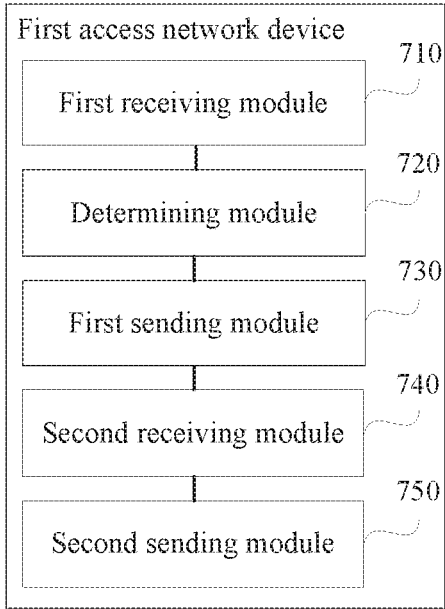 First access network device
710
First receiving module
720
Determining module
730
First sending module
740
Second receiving module
750
Second sending module